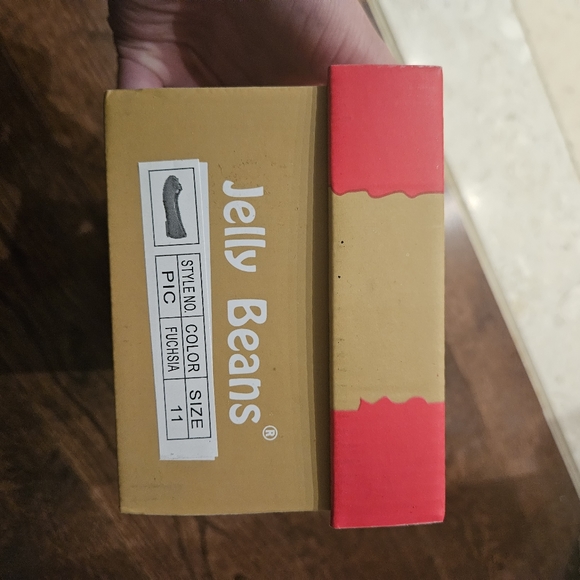 Jelly Beans®
STYLE NO. COLOR SIZE
PIC FUCHSIA 11